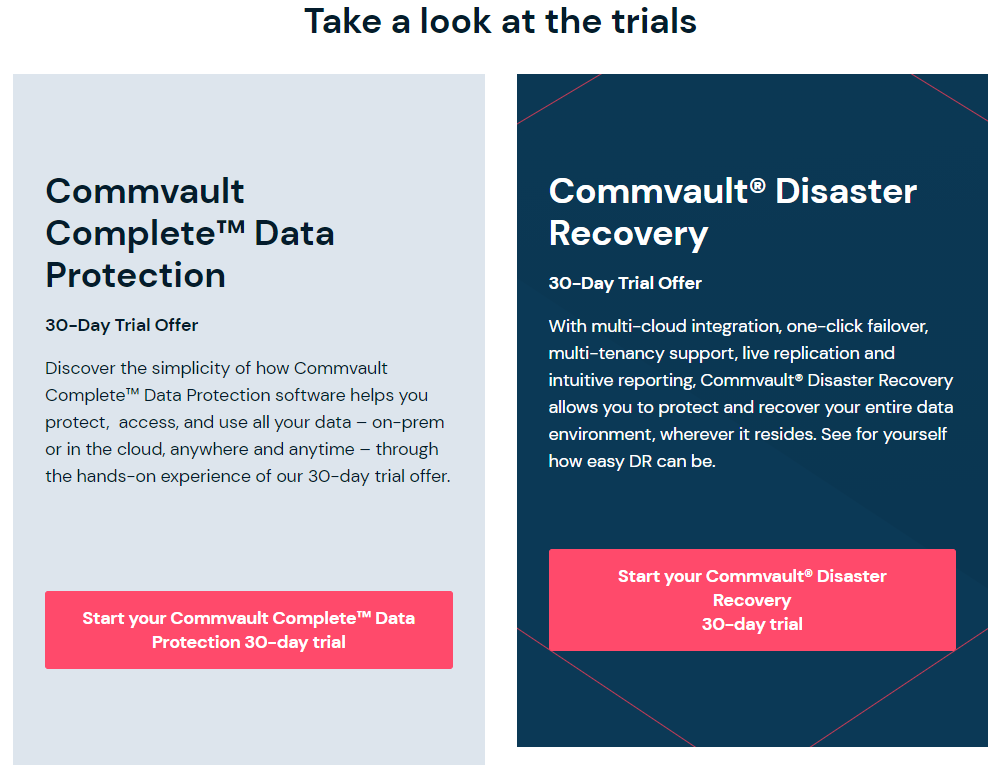 Take a look at the trials
Commvault
Complete™ Data
Protection
30-Day Trial Offer
Discover the simplicity of how Commvault
Complete™ Data Protection software helps you
protect,  access, and use all your data – on-prem
or in the cloud, anywhere and anytime – through
the hands-on experience of our 30-day trial offer.
Start your Commvault Complete™ Data
Protection 30-day trial
Commvault® Disaster
Recovery
30-Day Trial Offer
With multi-cloud integration, one-click failover,
multi-tenancy support, live replication and
intuitive reporting, Commvault® Disaster Recovery
allows you to protect and recover your entire data
environment, wherever it resides. See for yourself
how easy DR can be.
Start your Commvault® Disaster
Recovery
30-day trial